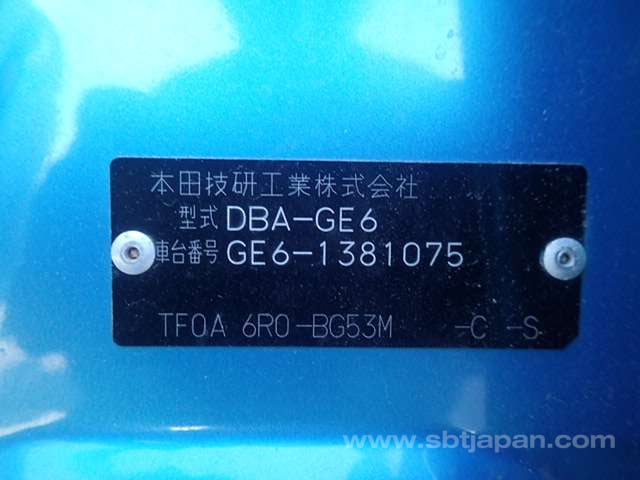 本田技研工業株式会社
型式 DBA-GE6
車台番号 GE6-1381075
TF0A 6R0-BG53M -C -S
www.sbtjapan.com